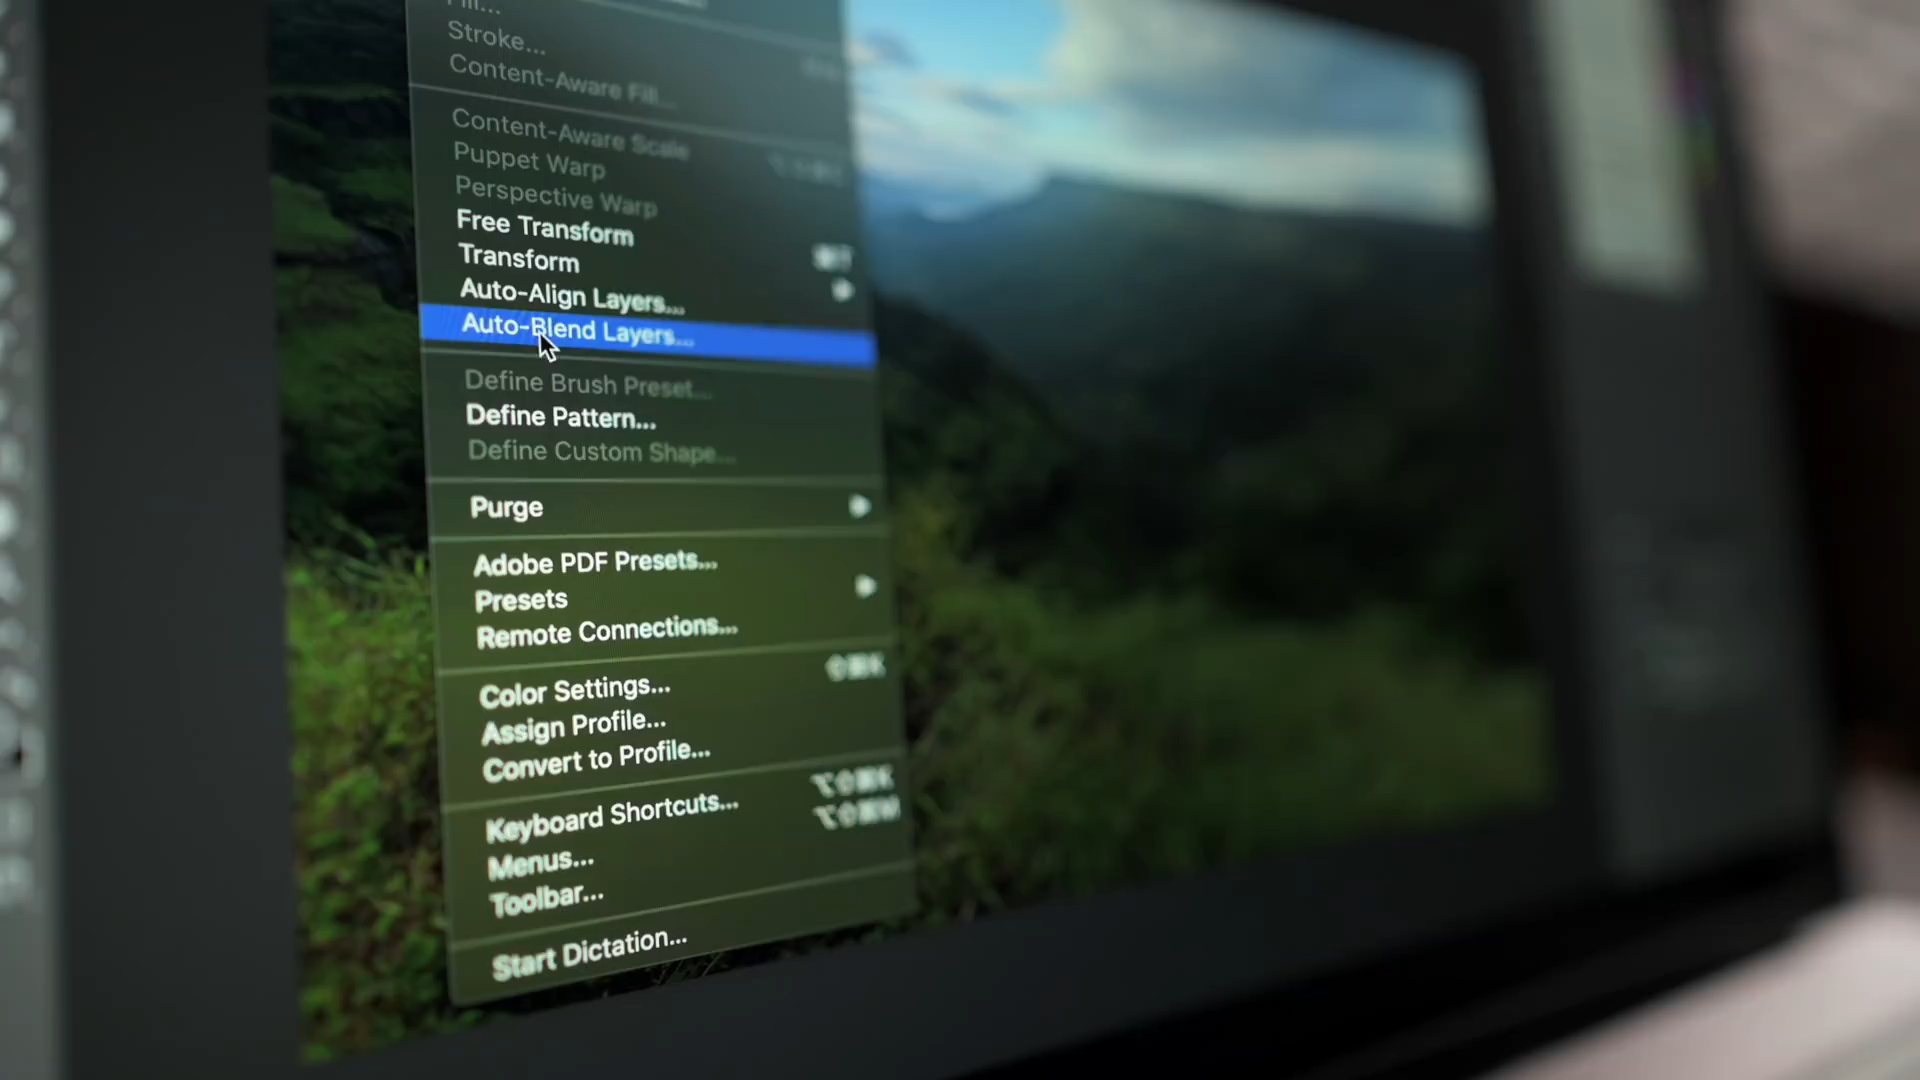 Fill...
Stroke...
Content-Aware Fill...
Content-Aware Scale
Puppet Warp
Perspective Warp
Free Transform
Transform
Auto-Align Layers...
Auto-Blend Layers...
Define Brush Preset...
Define Pattern...
Define Custom Shape...
Purge
Adobe PDF Presets...
Presets
Remote Connections...
Color Settings... ⇧⌘K
Assign Profile...
Convert to Profile...
Keyboard Shortcuts... ⌥⇧⌘K
Menus... ⌥⇧⌘M
Toolbar...
Start Dictation...